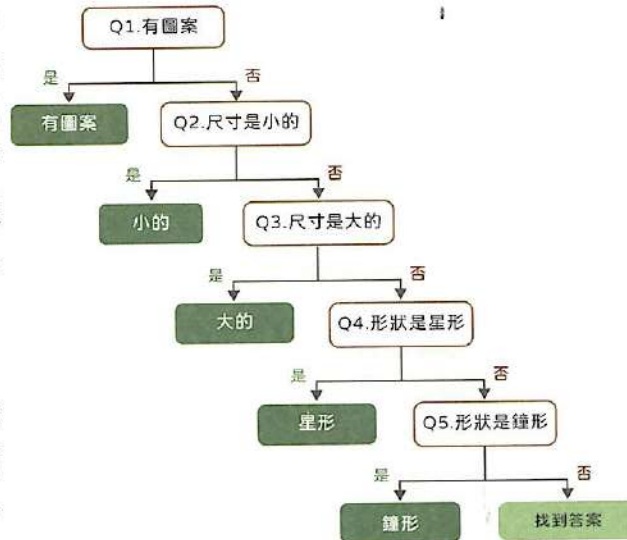 Q1.有圖案
是
否
有圖案
Q2.尺寸是小的
是
否
小的
Q3.尺寸是大的
是
否
大的
Q4.形狀是星形
是
否
星形
Q5.形狀是鐘形
是
否
鐘形
找到答案